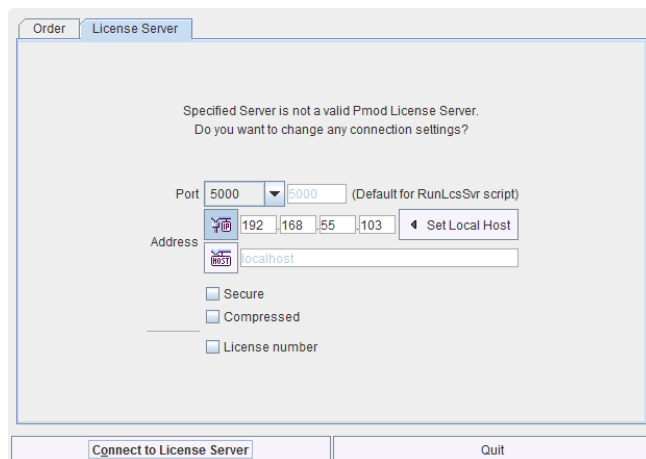 Order License Server
Specified Server is not a valid Pmod License Server.
Do you want to change any connection settings?
Port 5000 5000 (Default for RunLcsSvr script)
IP 192 .168 .55 .103 Set Local Host
Address
HOST localhost
Secure
Compressed
License number
Connect to License Server Quit